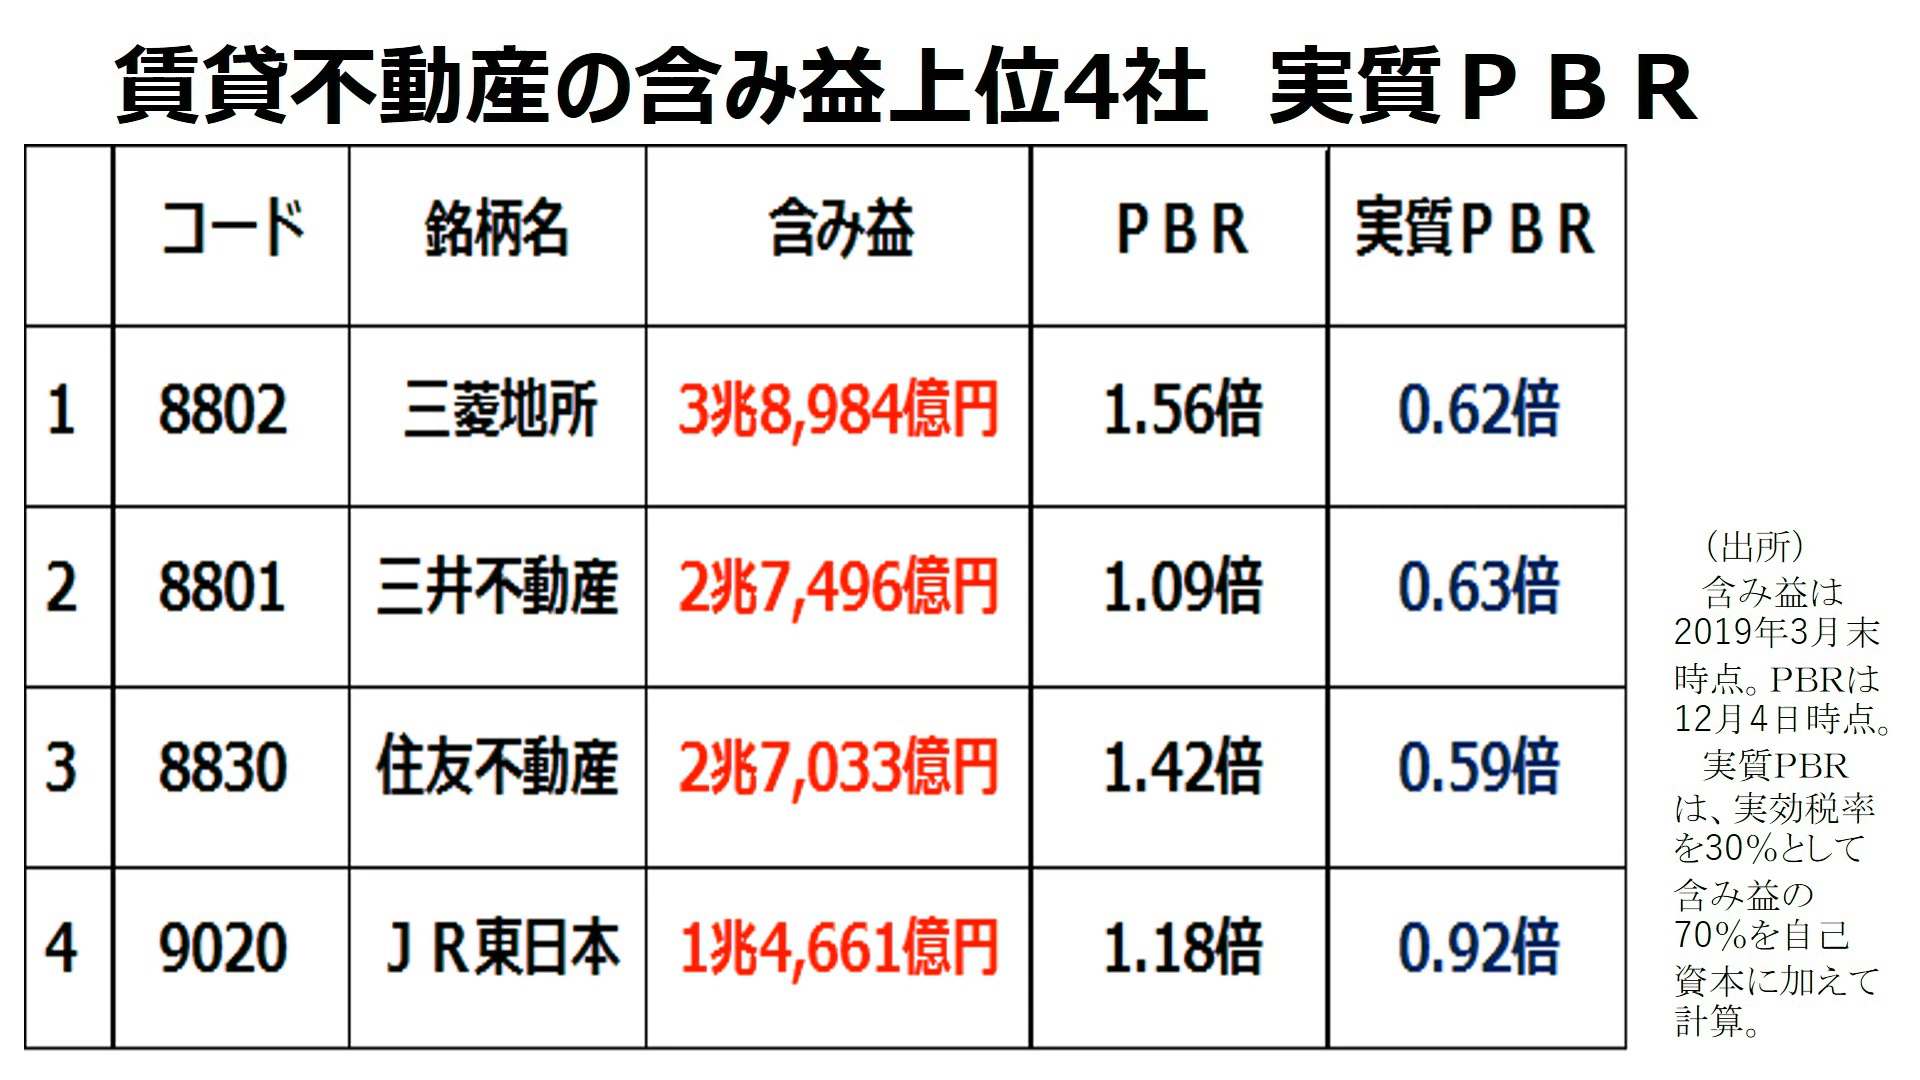 賃貸不動産の含み益上位4社　実質ＰＢＲ
コード　銘柄名　含み益　ＰＢＲ　実質ＰＢＲ
1　8802　三菱地所　3兆8,984億円　1.56倍　0.62倍
2　8801　三井不動産　2兆7,496億円　1.09倍　0.63倍
3　8830　住友不動産　2兆7,033億円　1.42倍　0.59倍
4　9020　ＪＲ東日本　1兆4,661億円　1.18倍　0.92倍
（出所）
含み益は
2019年3月末
時点。PBRは
12月4日時点。
実質PBR
は、実効税率
を30%として
含み益の
70%を自己
資本に加えて
計算。